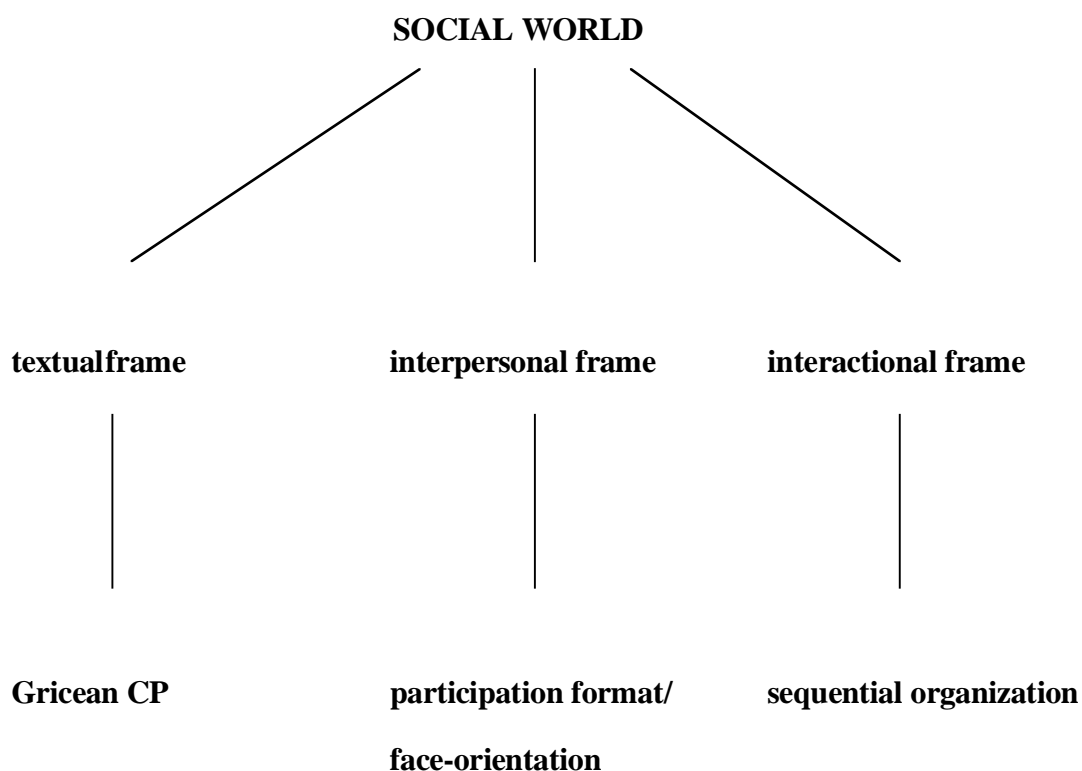 SOCIAL WORLD
textualframe
interpersonal frame
interactional frame
Gricean CP
participation format/
face-orientation
sequential organization